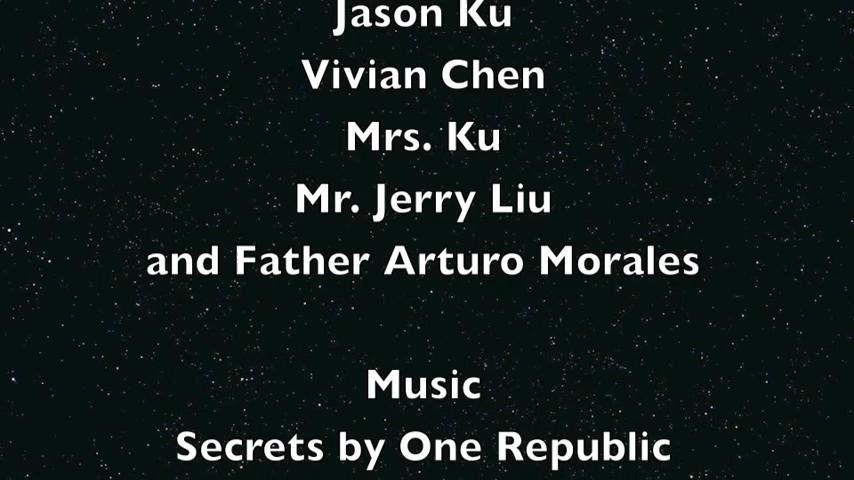 Jason Ku
Vivian Chen
Mrs. Ku
Mr. Jerry Liu
and Father Arturo Morales
Music
Secrets by One Republic